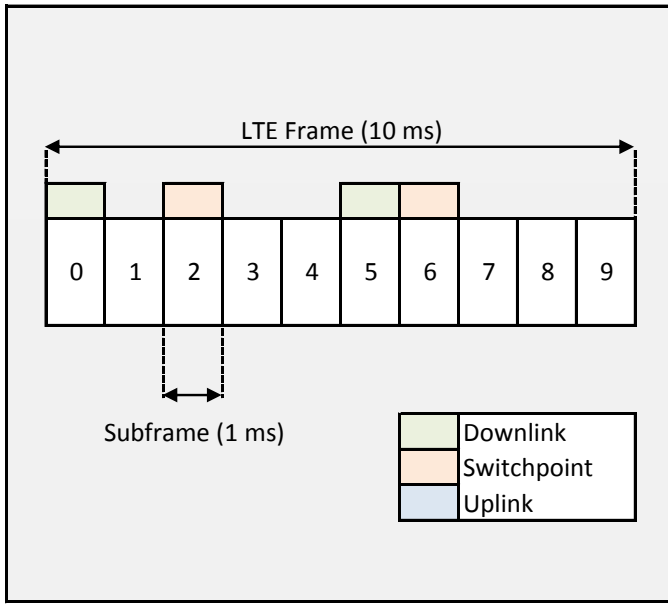 LTE Frame (10 ms)
0 1 2 3 4 5 6 7 8 9
Subframe (1 ms)
Downlink
Switchpoint
Uplink